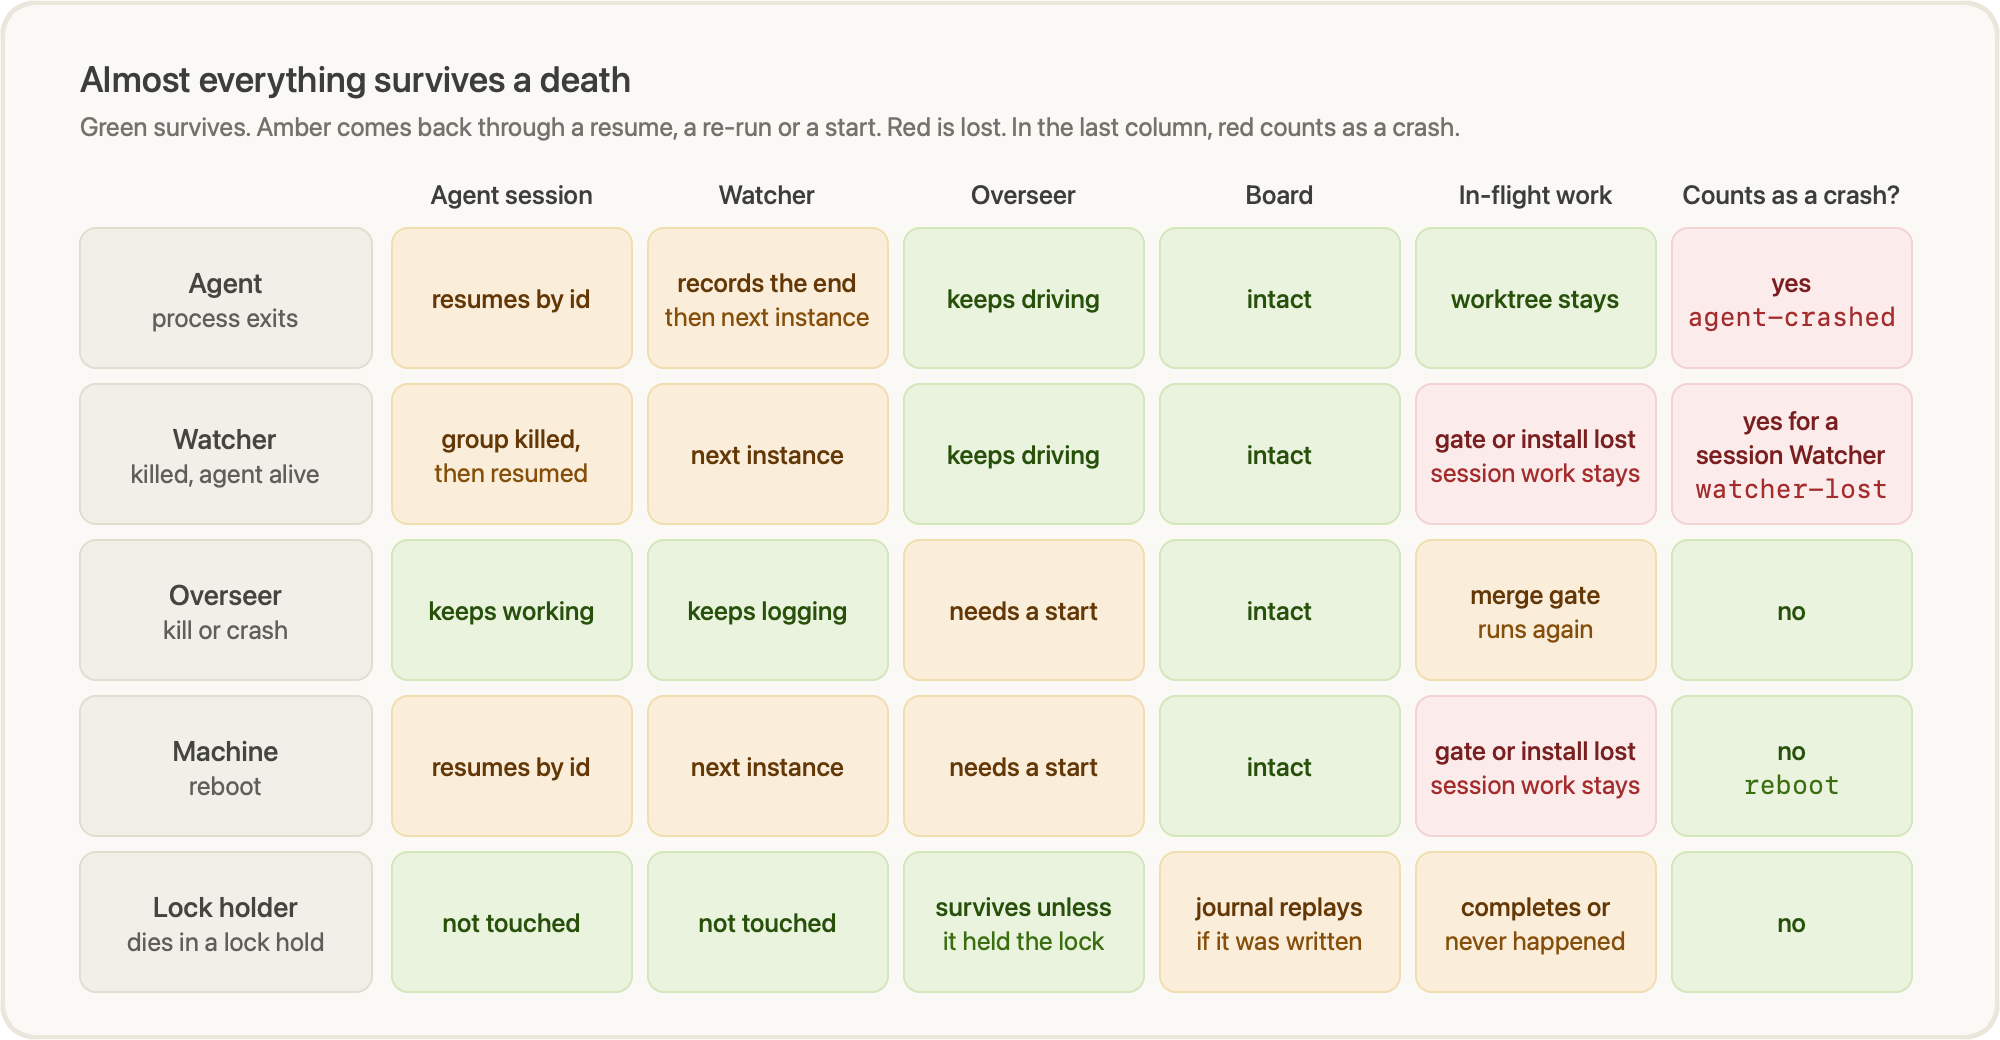 Almost everything survives a death
Green survives. Amber comes back through a resume, a re-run or a start. Red is lost. In the last column, red counts as a crash.
Agent session
Watcher
Overseer
Board
In-flight work
Counts as a crash?
Agent
process exits
resumes by id
records the end
then next instance
keeps driving
intact
worktree stays
yes
agent-crashed
Watcher
killed, agent alive
group killed,
then resumed
next instance
keeps driving
intact
gate or install lost
session work stays
yes for a
session Watcher
watcher-lost
Overseer
kill or crash
keeps working
keeps logging
needs a start
intact
merge gate
runs again
no
Machine
reboot
resumes by id
next instance
needs a start
intact
gate or install lost
session work stays
no
reboot
Lock holder
dies in a lock hold
not touched
not touched
survives unless
it held the lock
journal replays
if it was written
completes or
never happened
no